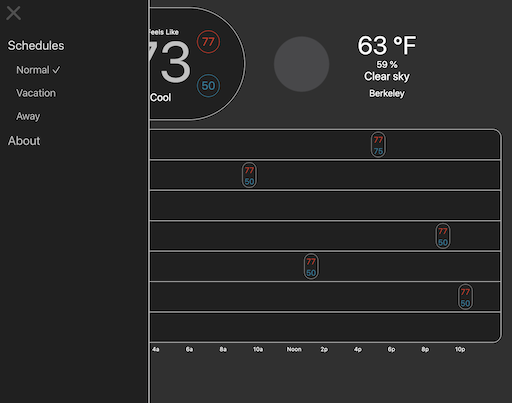 Schedules
Normal ✓
Vacation
Away
About
Feels Like
73
77
50
Cool
63 °F
59 %
Clear sky
Berkeley
77
75
77
50
77
50
77
50
77
50
4a 6a 8a 10a Noon 2p 4p 6p 8p 10p